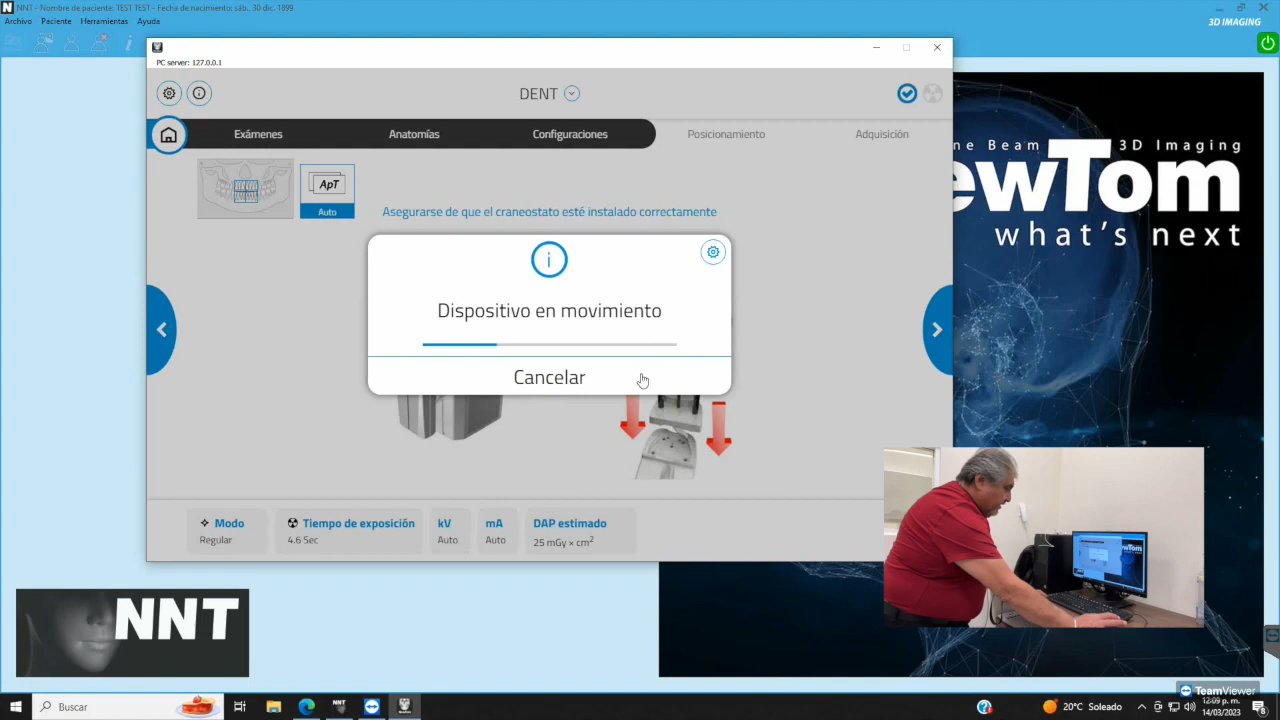 NNT - Nombre de paciente: TEST TEST - Fecha de nacimiento: sáb., 30 dic. 1899
Archivo Paciente Herramientas Ayuda
3D IMAGING
PC server: 127.0.0.1
DENT
Exámenes Anatomías Configuraciones Posicionamiento Adquisición
ApT
Auto
Asegurarse de que el craneostato esté instalado correctamente
Dispositivo en movimiento
Cancelar
Modo
Regular
Tiempo de exposición
4.6 Sec
kV
Auto
mA
Auto
DAP estimado
25 mGy × cm²
ne Beam 3D Imaging
ewTom
what's next
NNT
TeamViewer
Buscar
20°C Soleado
12:09 p. m.
14/03/2023
8